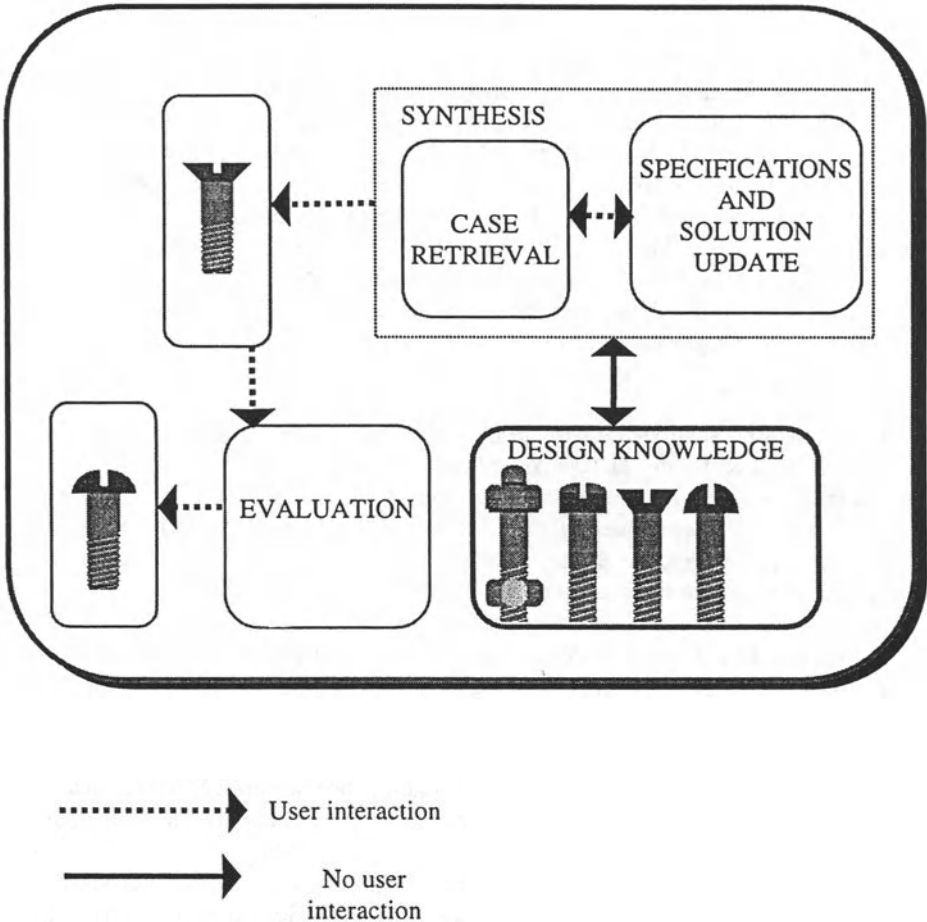 SYNTHESIS
CASE
RETRIEVAL
SPECIFICATIONS
AND
SOLUTION
UPDATE
EVALUATION
DESIGN KNOWLEDGE
User interaction
No user
interaction